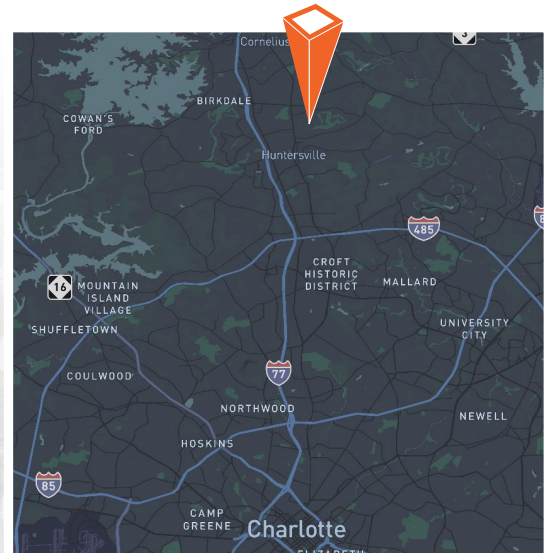 Cornelius
3
BIRKDALE
COWAN'S
FORD
Huntersville
485
CROFT
HISTORIC
DISTRICT
MALLARD
16
MOUNTAIN
ISLAND
VILLAGE
SHUFFLETOWN
UNIVERSITY
CITY
77
COULWOOD
NORTHWOOD
NEWELL
HOSKINS
85
CAMP
GREENE
Charlotte